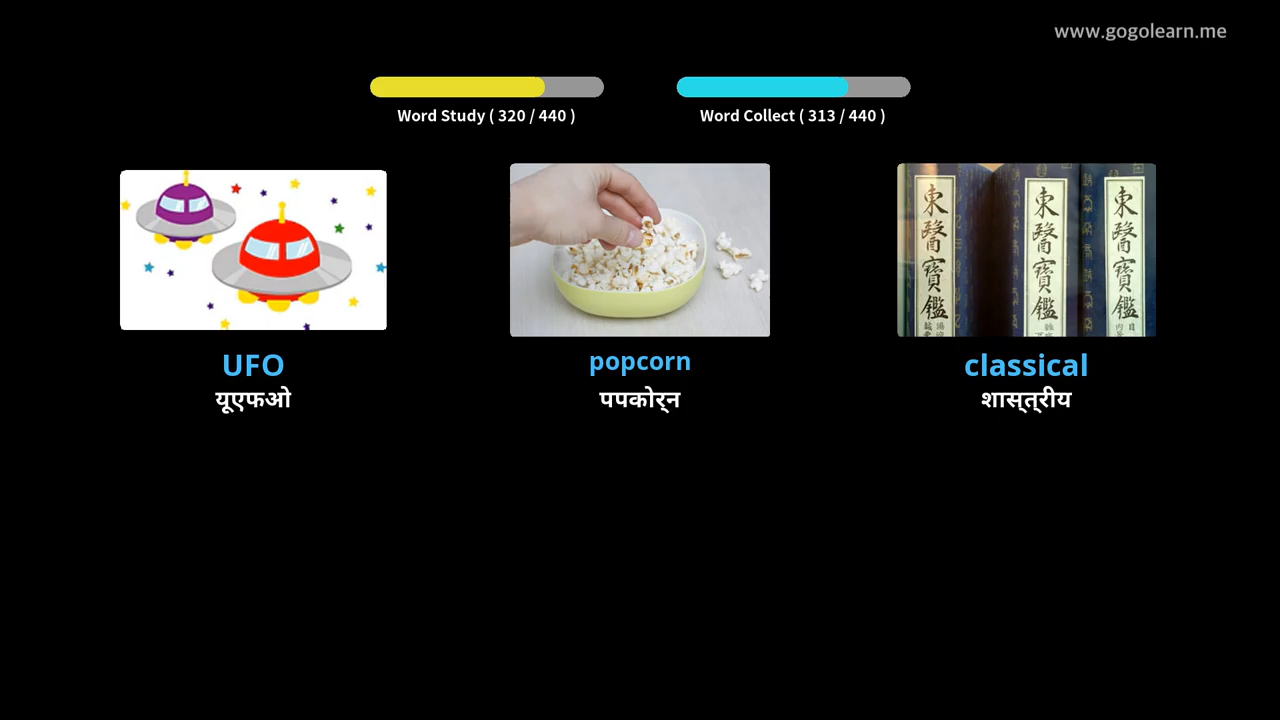 www.gogolearn.me
Word Study ( 320 / 440 )
Word Collect ( 313 / 440 )
東醫寶鑑
東醫寶鑑
東醫寶鑑
UFO
popcorn
classical
यूएफओ
पपकोर्‌न
शास्‌त्‌रीय